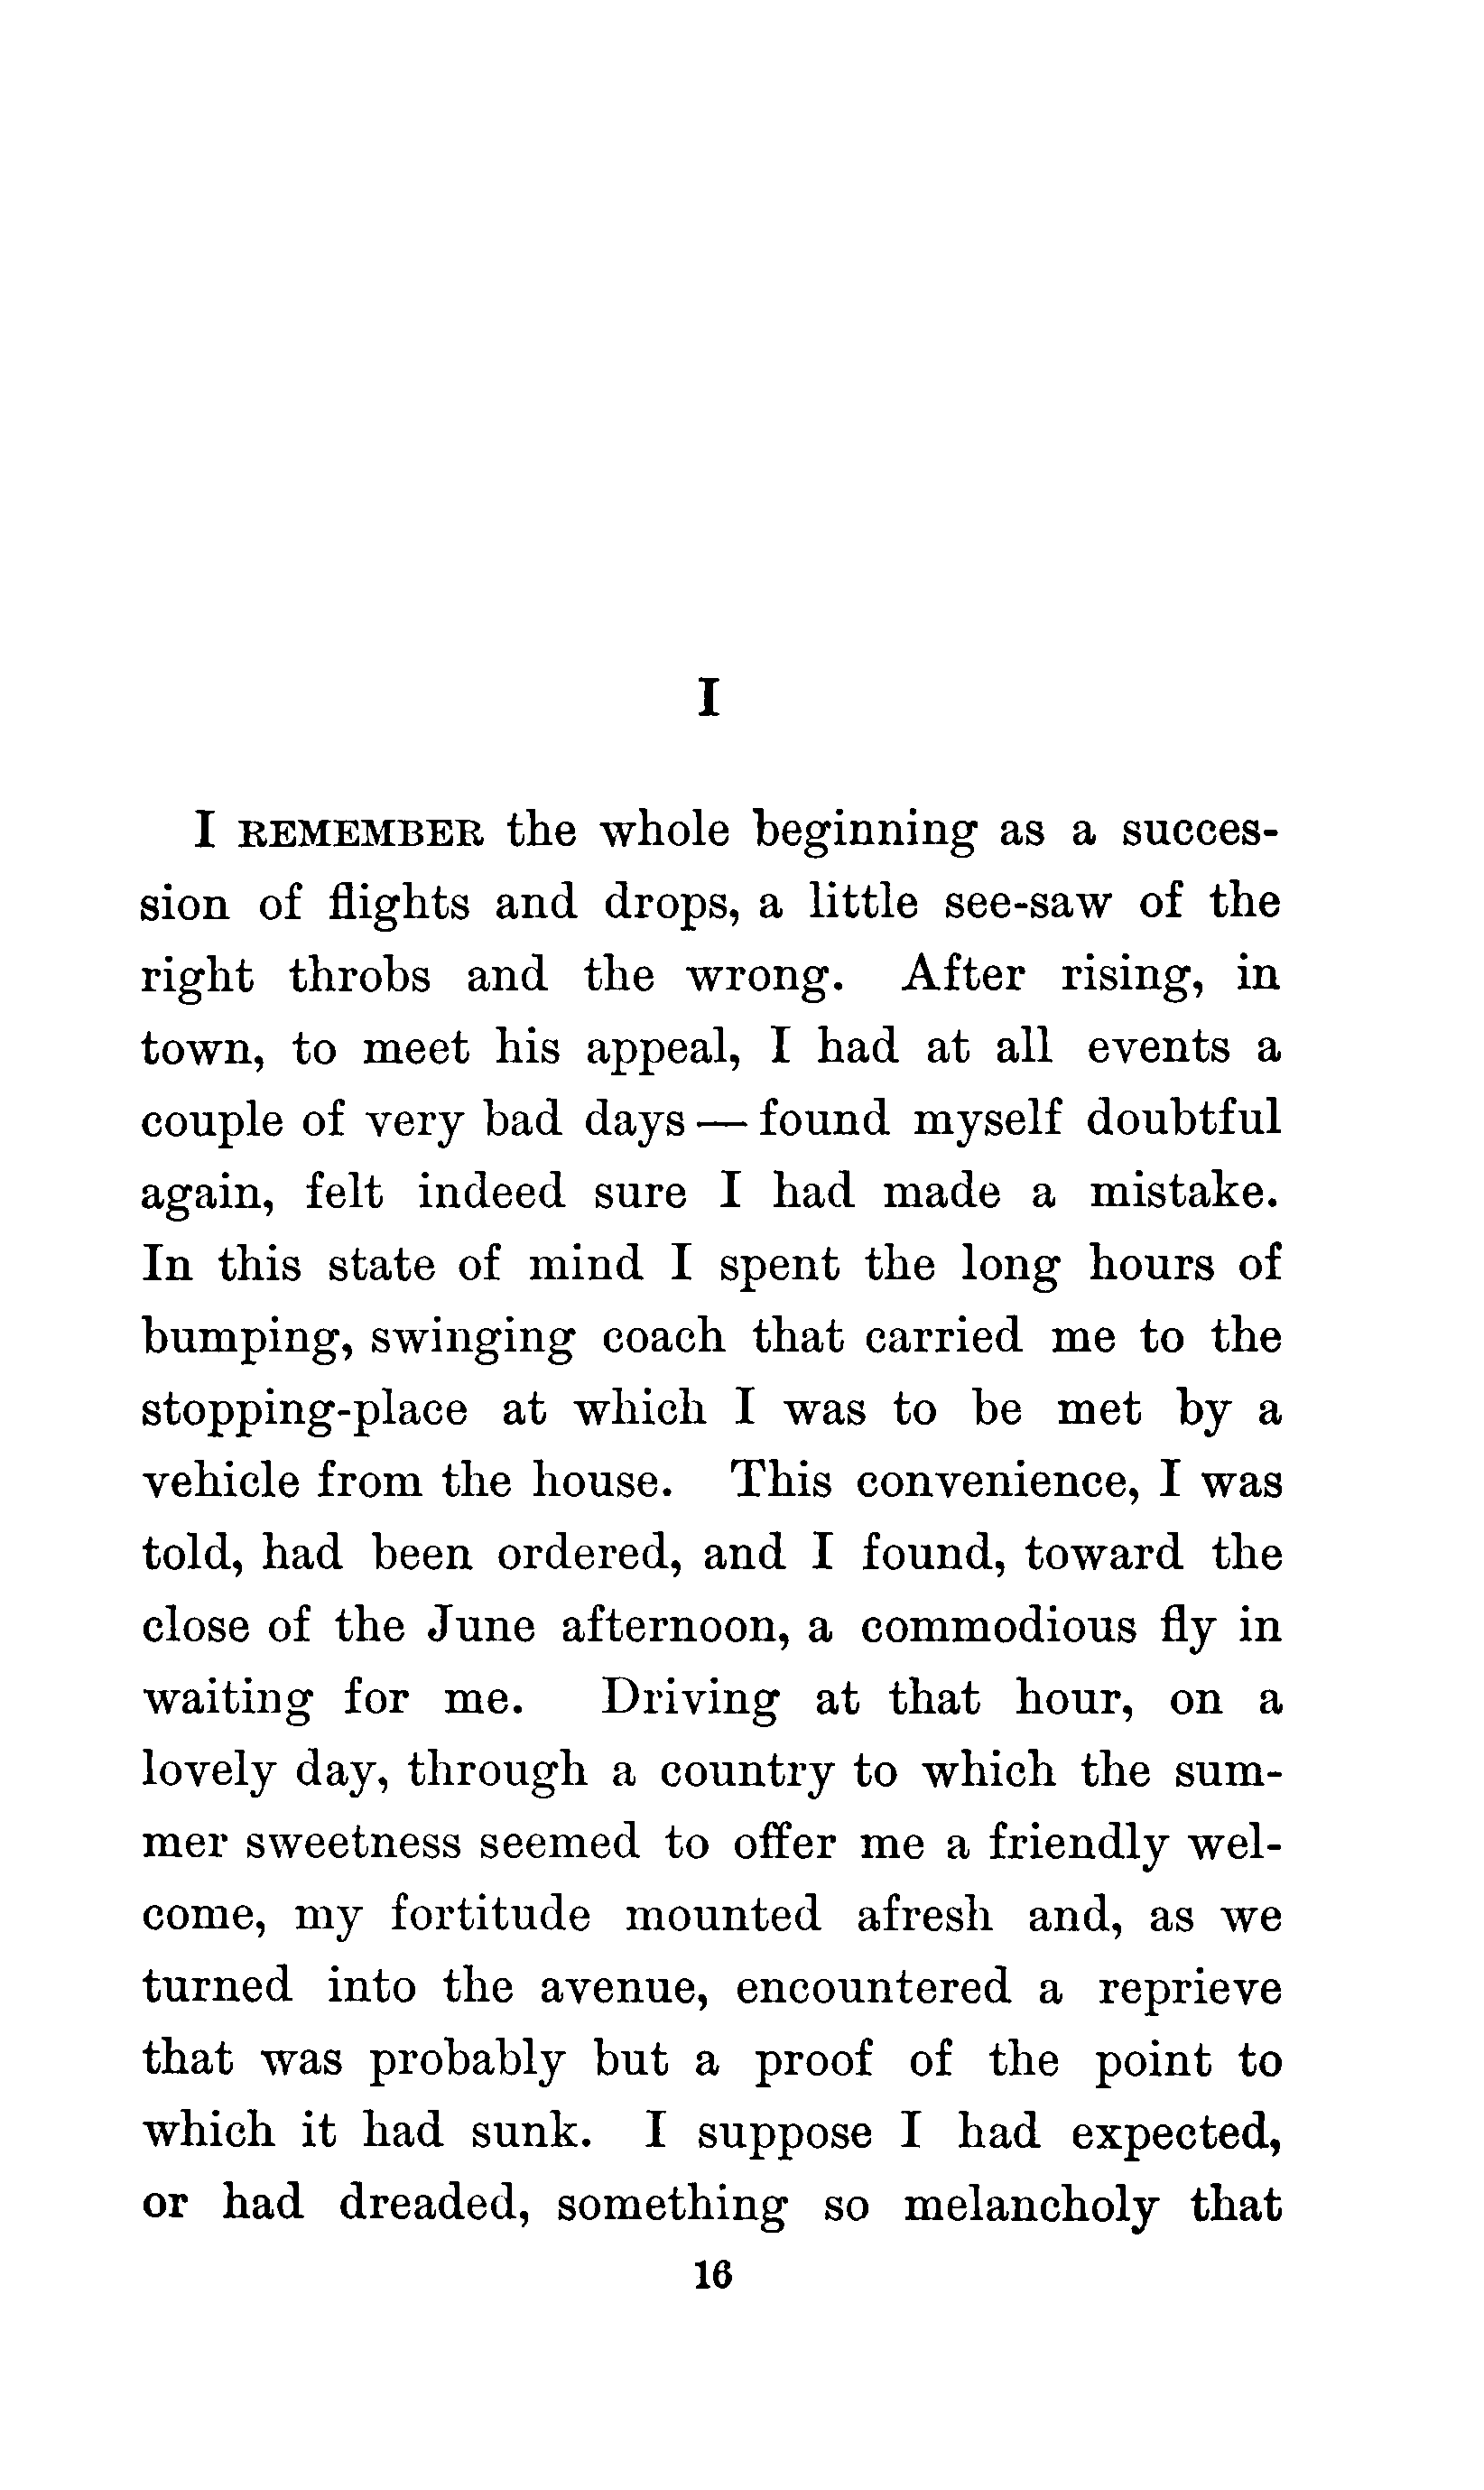 I
I REMEMBER the whole beginning as a succes-
sion of flights and drops, a little see-saw of the
right throbs and the wrong. After rising, in
town, to meet his appeal, I had at all events a
couple of very bad days — found myself doubtful
again, felt indeed sure I had made a mistake.
In this state of mind I spent the long hours of
bumping, swinging coach that carried me to the
stopping-place at which I was to be met by a
vehicle from the house. This convenience, I was
told, had been ordered, and I found, toward the
close of the June afternoon, a commodious fly in
waiting for me. Driving at that hour, on a
lovely day, through a country to which the sum-
mer sweetness seemed to offer me a friendly wel-
come, my fortitude mounted afresh and, as we
turned into the avenue, encountered a reprieve
that was probably but a proof of the point to
which it had sunk. I suppose I had expected,
or had dreaded, something so melancholy that
16